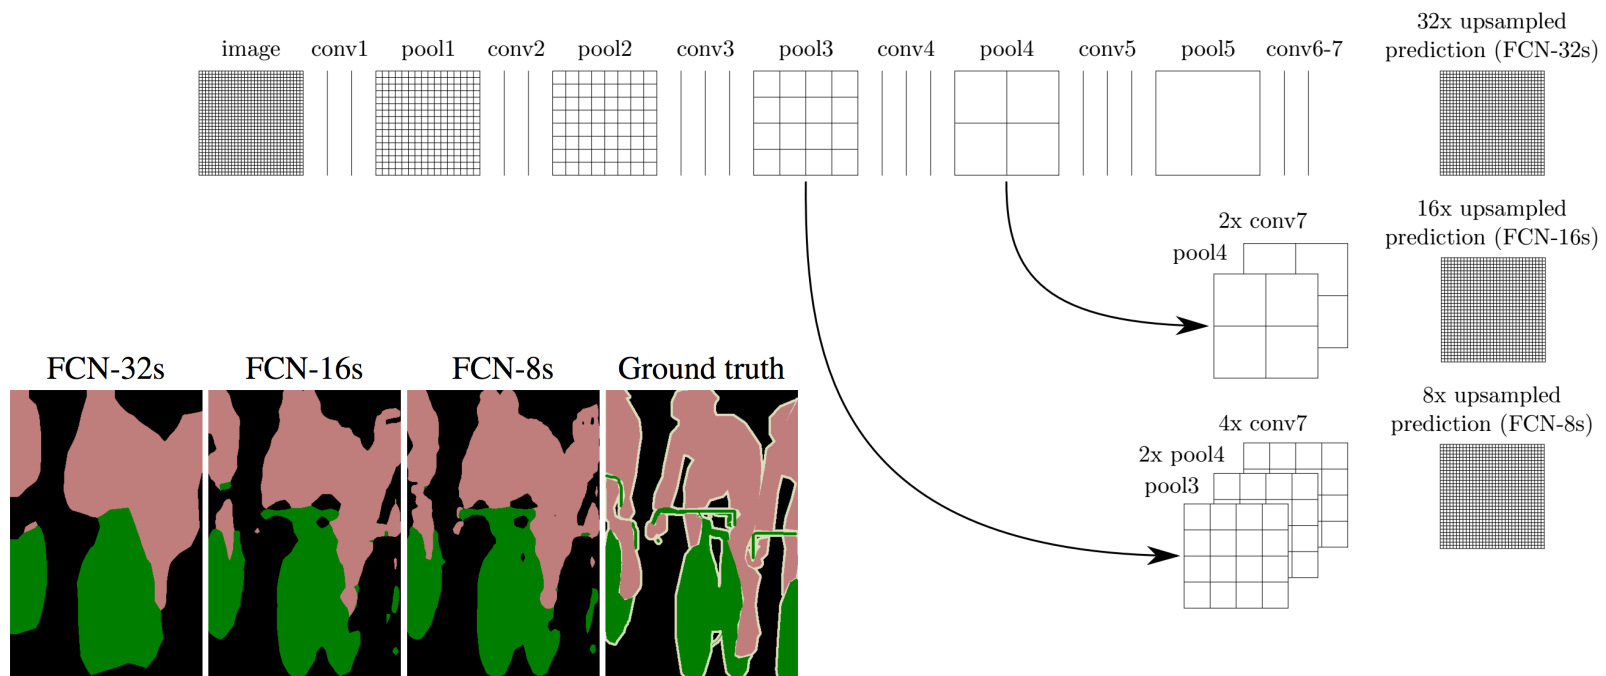 32x upsampled
prediction (FCN-32s)
image conv1 pool1 conv2 pool2 conv3 pool3 conv4 pool4 conv5 pool5 conv6-7
16x upsampled
prediction (FCN-16s)
2x conv7
pool4
8x upsampled
prediction (FCN-8s)
4x conv7
2x pool4
pool3
FCN-32s FCN-16s FCN-8s Ground truth